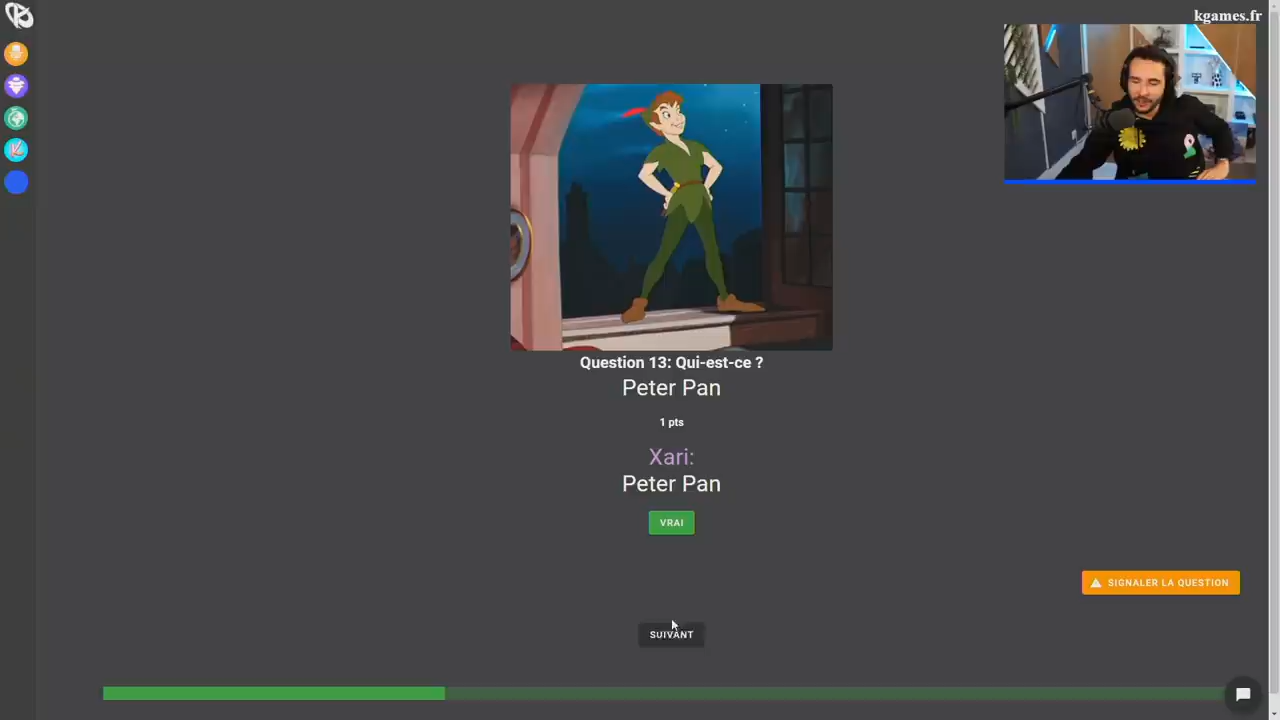 kgames.fr
Question 13: Qui-est-ce ?
Peter Pan
1 pts
Xari:
Peter Pan
VRAI
SIGNALER LA QUESTION
SUIVANT